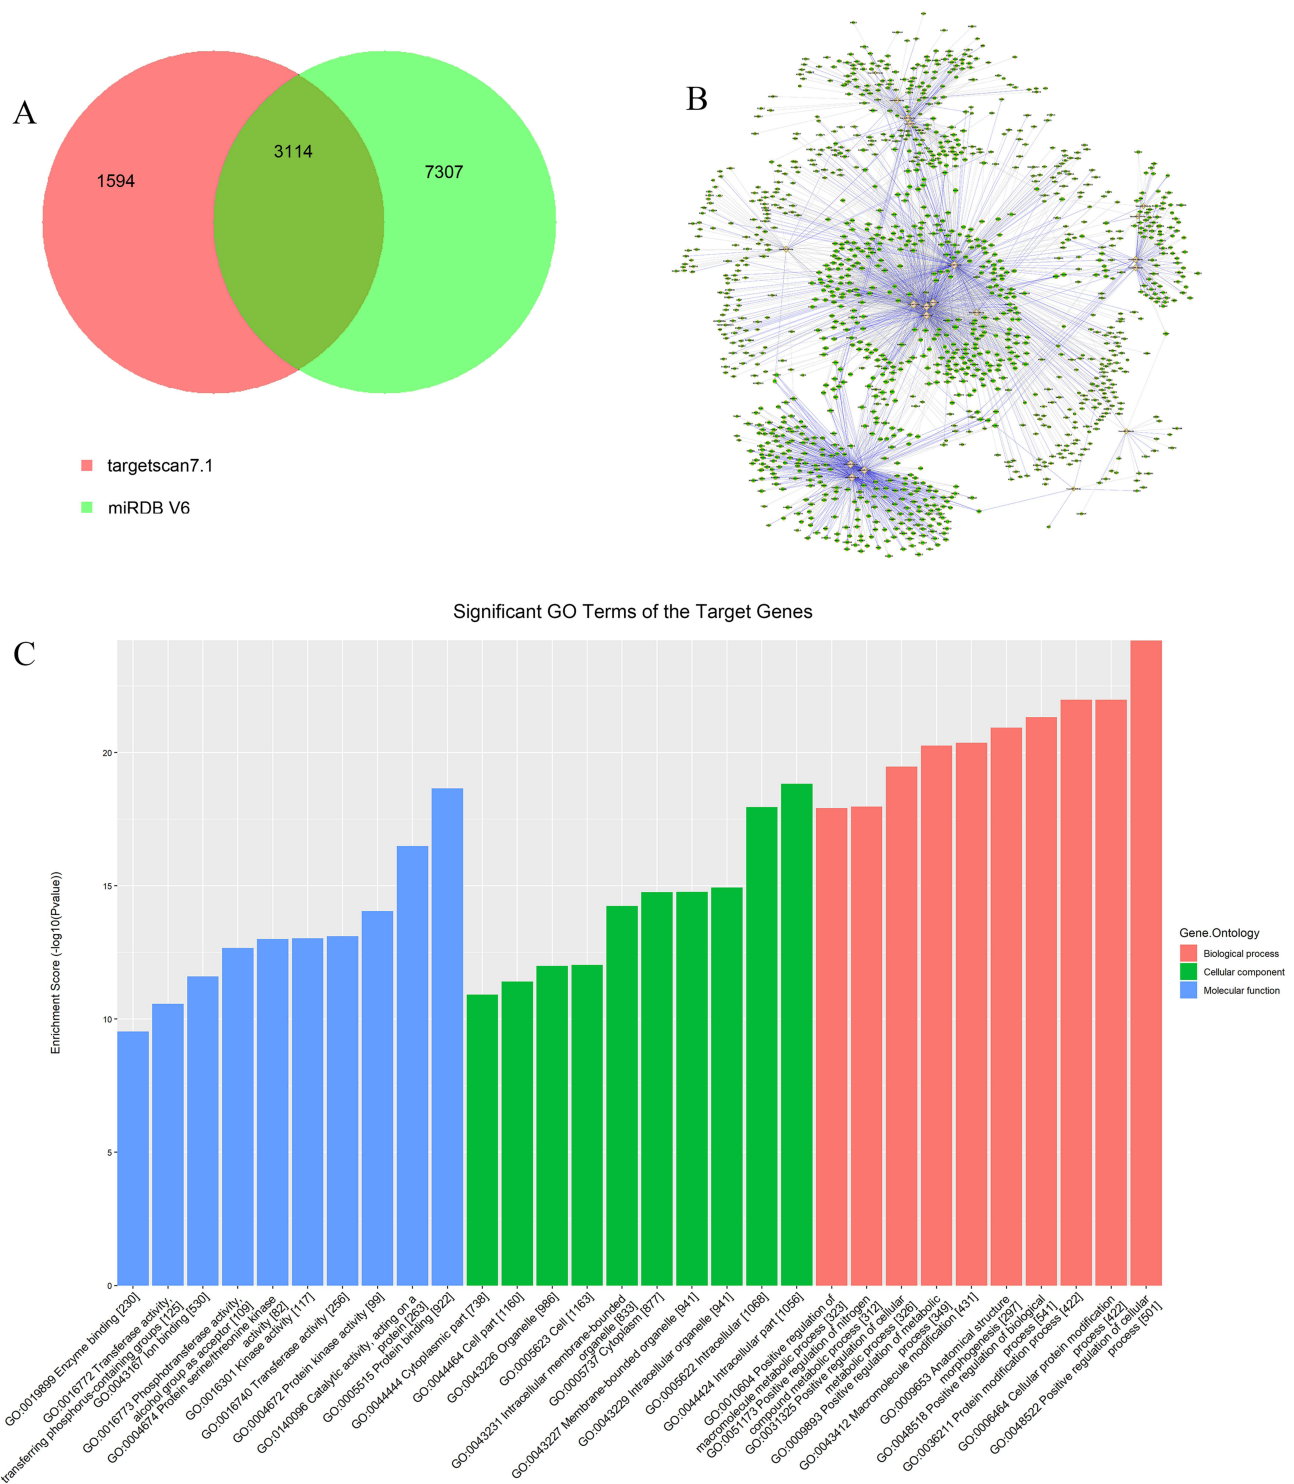 A
B
1594
3114
7307
targetscan7.1
miRDB V6
Significant GO Terms of the Target Genes
C
Enrichment Score (-log10(Pvalue))
20
15
10
5
0
Gene.Ontology
Biological process
Cellular component
Molecular function
GO:0019899 Enzyme binding [230]
GO:0016772 Transferase activity,
transferring phosphorus-containing groups [125]
GO:0043167 Ion binding [530]
GO:0016773 Phosphotransferase activity,
alcohol group as acceptor [109]
GO:0004674 Protein serine/threonine kinase
activity [82]
GO:0016301 Kinase activity [117]
GO:0016740 Transferase activity [256]
GO:0004672 Protein kinase activity [99]
GO:0140096 Catalytic activity, acting on a
protein [263]
GO:0005515 Protein binding [922]
GO:0044444 Cytoplasmic part [738]
GO:0044464 Cell part [1160]
GO:0043226 Organelle [986]
GO:0005623 Cell [1163]
GO:0043231 Intracellular membrane-bounded
organelle [833]
GO:0005737 Cytoplasm [877]
GO:0043227 Membrane-bounded organelle [941]
GO:0043229 Intracellular organelle [941]
GO:0005622 Intracellular [1068]
GO:0044424 Intracellular part [1056]
GO:0010604 Positive regulation of
macromolecule metabolic process [323]
GO:0051173 Positive regulation of nitrogen
compound metabolic process [312]
GO:0031325 Positive regulation of cellular
metabolic process [326]
GO:0009893 Positive regulation of metabolic
process [349]
GO:0043412 Macromolecule modification [431]
GO:0009653 Anatomical structure
morphogenesis [297]
GO:0048518 Positive regulation of biological
process [541]
GO:0036211 Protein modification process [422]
GO:0006464 Cellular protein modification
process [422]
GO:0048522 Positive regulation of cellular
process [501]